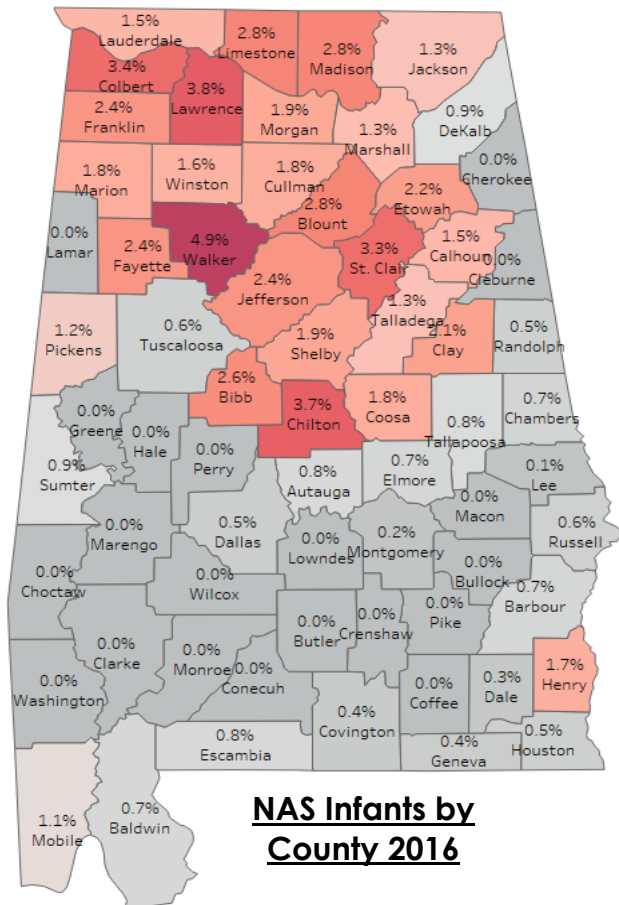 1.5%
Lauderdale
2.8%
Limestone
2.8%
Madison
1.3%
Jackson
3.4%
Colbert
3.8%
Lawrence
2.4%
Franklin
1.9%
Morgan
1.3%
Marshall
0.9%
DeKalb
0.0%
Cherokee
1.8%
Marion
1.6%
Winston
1.8%
Cullman
2.8%
Blount
2.2%
Etowah
0.0%
Lamar
2.4%
Fayette
4.9%
Walker
2.4%
Jefferson
3.3%
St. Clair
1.5%
Calhoun
0.0%
Cleburne
1.2%
Pickens
0.6%
Tuscaloosa
1.9%
Shelby
1.3%
Talladega
2.1%
Clay
0.5%
Randolph
0.0%
Greene
0.0%
Hale
2.6%
Bibb
3.7%
Chilton
1.8%
Coosa
0.8%
Tallapoosa
0.7%
Chambers
0.9%
Sumter
0.0%
Perry
0.8%
Autauga
0.7%
Elmore
0.1%
Lee
0.0%
Marengo
0.5%
Dallas
0.0%
Lowndes
0.2%
Montgomery
0.0%
Macon
0.6%
Russell
0.0%
Choctaw
0.0%
Wilcox
0.0%
Bullock
0.7%
Barbour
0.0%
Clarke
0.0%
Monroe
0.0%
Butler
0.0%
Crenshaw
0.0%
Pike
0.0%
Washington
0.0%
Conecuh
0.4%
Covington
0.0%
Coffee
0.3%
Dale
1.7%
Henry
0.8%
Escambia
0.4%
Geneva
0.5%
Houston
1.1%
Mobile
0.7%
Baldwin
NAS Infants by
County 2016